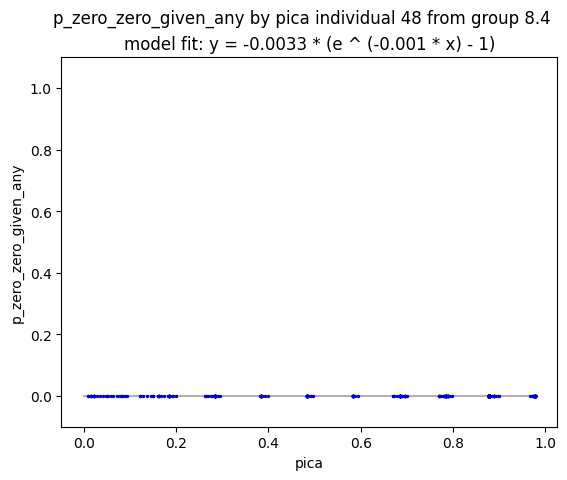 p_zero_zero_given_any by pica individual 48 from group 8.4
model fit: y = -0.0033 * (e ^ (-0.001 * x) - 1)
1.0
0.8
0.6
0.4
0.2
0.0
p_zero_zero_given_any
0.0 0.2 0.4 0.6 0.8 1.0
pica